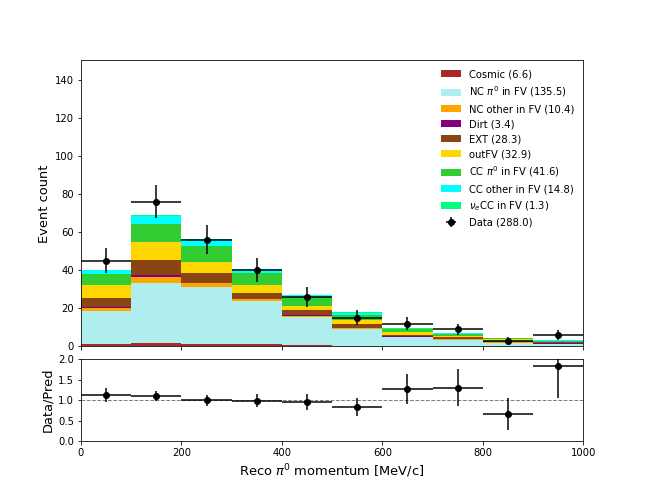 Event count
140
120
100
80
60
40
20
0
Cosmic (6.6)
NC π⁰ in FV (135.5)
NC other in FV (10.4)
Dirt (3.4)
EXT (28.3)
outFV (32.9)
CC π⁰ in FV (41.6)
CC other in FV (14.8)
νₑCC in FV (1.3)
Data (288.0)
Data/Pred
2.0
1.5
1.0
0.5
0.0
0 200 400 600 800 1000
Reco π⁰ momentum [MeV/c]